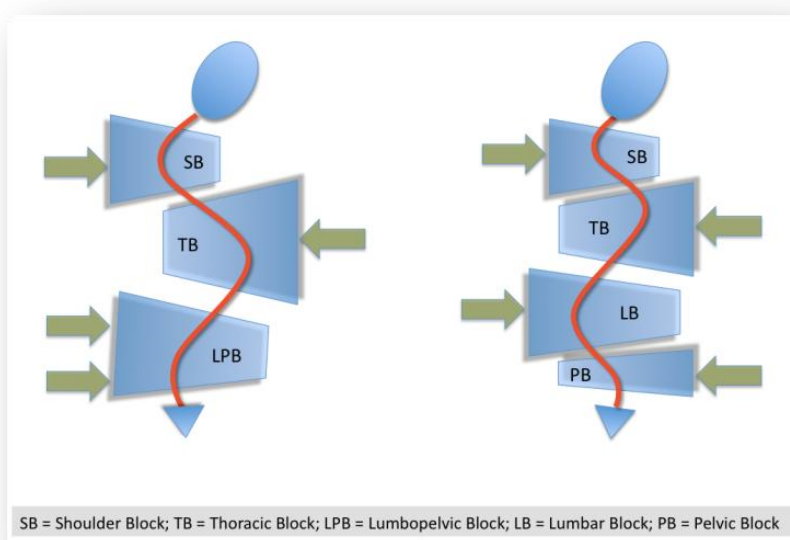 SB
TB
LPB
SB
TB
LB
PB
SB = Shoulder Block; TB = Thoracic Block; LPB = Lumbopelvic Block; LB = Lumbar Block; PB = Pelvic Block